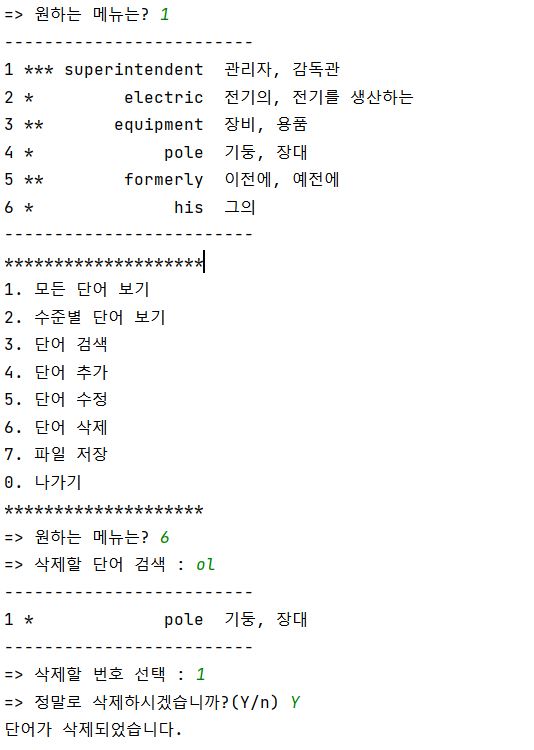 => 원하는 메뉴는? 1
-------------------------
1 *** superintendent  관리자, 감독관
2 *         electric  전기의, 전기를 생산하는
3 **       equipment  장비, 용품
4 *             pole  기둥, 장대
5 **        formerly  이전에, 예전에
6 *              his  그의
-------------------------
********************
1. 모든 단어 보기
2. 수준별 단어 보기
3. 단어 검색
4. 단어 추가
5. 단어 수정
6. 단어 삭제
7. 파일 저장
0. 나가기
********************
=> 원하는 메뉴는? 6
=> 삭제할 단어 검색 : ol
-------------------------
1 *             pole  기둥, 장대
-------------------------
=> 삭제할 번호 선택 : 1
=> 정말로 삭제하시겠습니까?(Y/n) Y
단어가 삭제되었습니다.